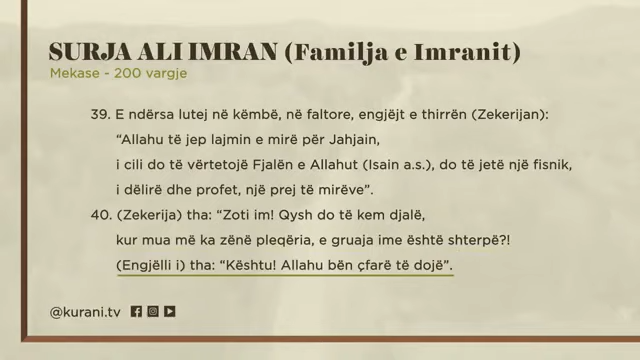 SURJA ALI IMRAN (Familja e Imranit)
Mekase - 200 vargje
39. E ndërsa lutej në këmbë, në faltore, engjëjt e thirrën (Zekerijan):
“Allahu të jep lajmin e mirë për Jahjain,
i cili do të vërtetojë Fjalën e Allahut (Isain a.s.), do të jetë një fisnik,
i dëlirë dhe profet, një prej të mirëve”.
40. (Zekerija) tha: “Zoti im! Qysh do të kem djalë,
kur mua më ka zënë pleqëria, e gruaja ime është shterpë?!
(Engjëlli i) tha: “Kështu! Allahu bën çfarë të dojë”.
@kurani.tv